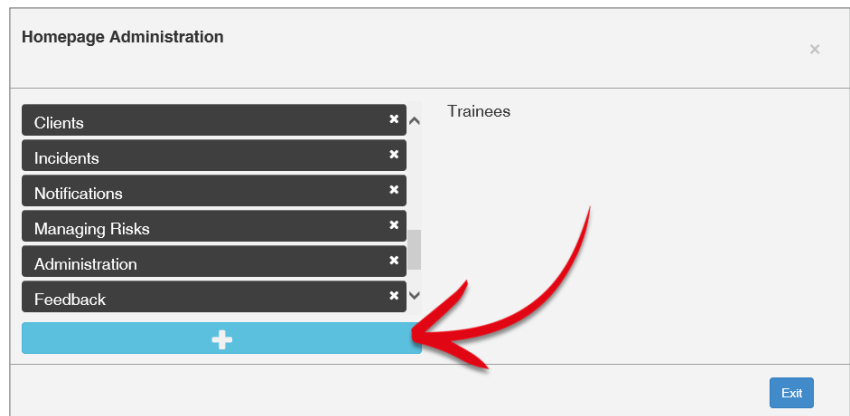 Homepage Administration
Clients
Incidents
Notifications
Managing Risks
Administration
Feedback
Trainees
Exit